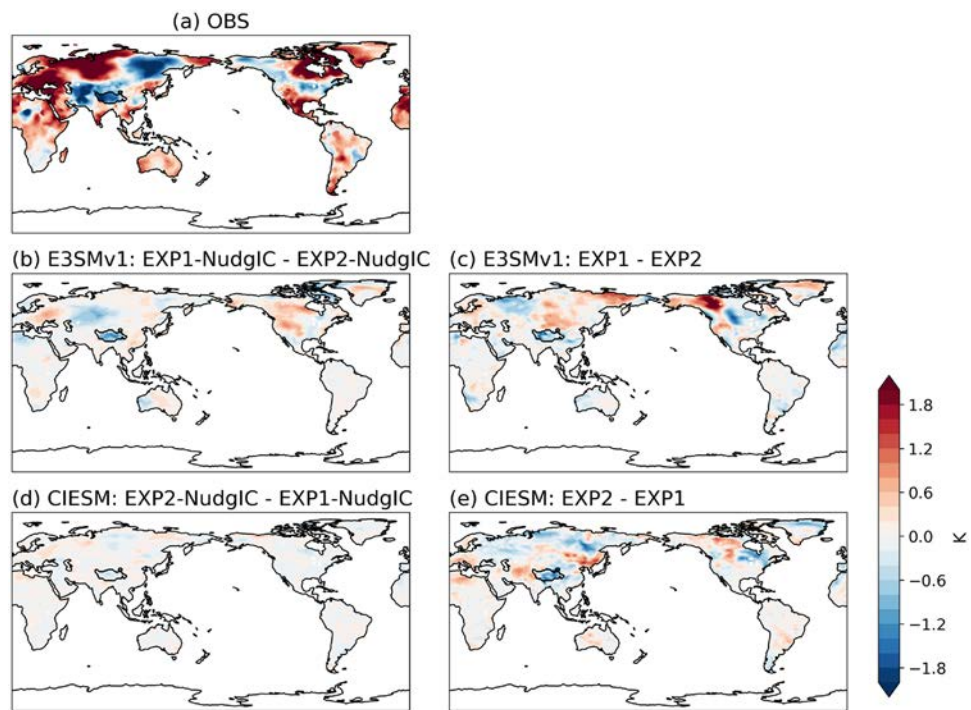 (a) OBS
(b) E3SMv1: EXP1-NudgIC - EXP2-NudgIC
(c) E3SMv1: EXP1 - EXP2
(d) CIESM: EXP2-NudgIC - EXP1-NudgIC
(e) CIESM: EXP2 - EXP1
1.8
1.2
0.6
0.0
−0.6
−1.2
−1.8
K